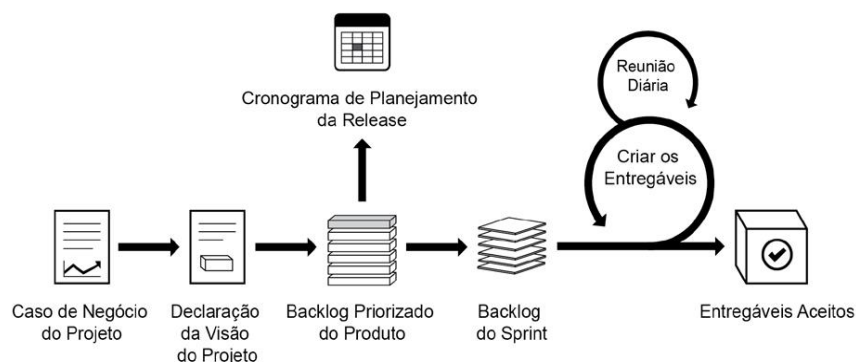 Cronograma de Planejamento
da Release
Reunião
Diária
Criar os
Entregáveis
Caso de Negócio
do Projeto
Declaração
da Visão
do Projeto
Backlog Priorizado
do Produto
Backlog
do Sprint
Entregáveis Aceitos